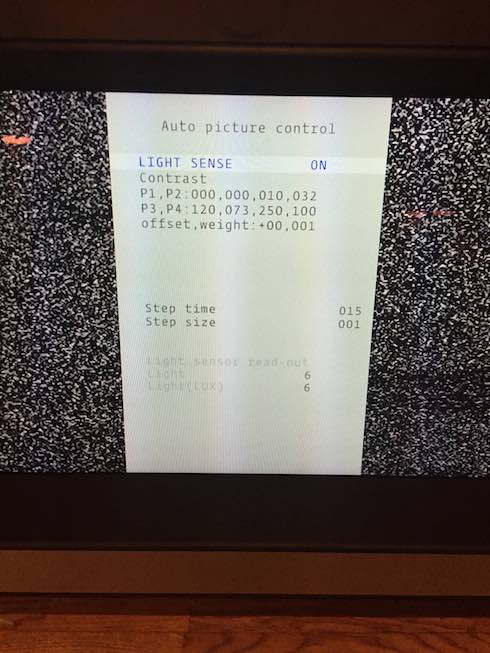 Auto picture control
LIGHT SENSE ON
Contrast
P1,P2:000,000,010,032
P3,P4:120,073,250,100
offset,weight:+00,001
Step time 015
Step size 001
Light sensor read-out
Light 6
Light(LUX) 6